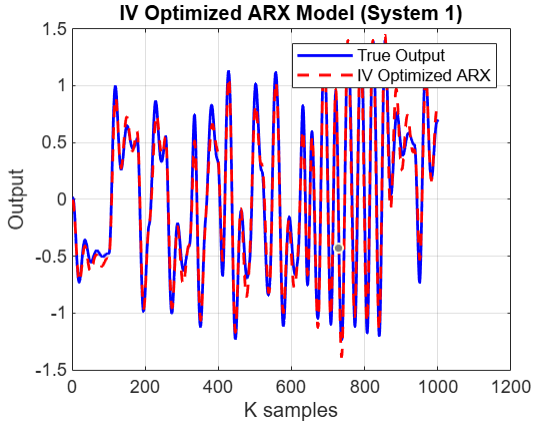 IV Optimized ARX Model (System 1)
True Output
IV Optimized ARX
1.5
1
0.5
0
-0.5
-1
-1.5
Output
0
200
400
600
800
1000
1200
K samples